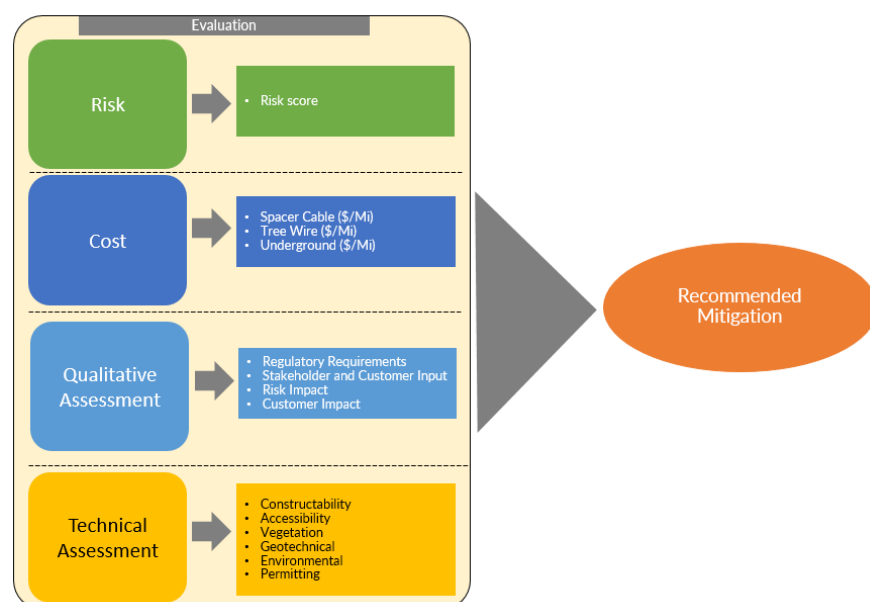 Evaluation
Risk
• Risk score
Cost
• Spacer Cable ($/Mi)
• Tree Wire ($/Mi)
• Underground ($/Mi)
Qualitative
Assessment
• Regulatory Requirements
• Stakeholder and Customer Input
• Risk Impact
• Customer Impact
Technical
Assessment
• Constructability
• Accessibility
• Vegetation
• Geotechnical
• Environmental
• Permitting
Recommended
Mitigation